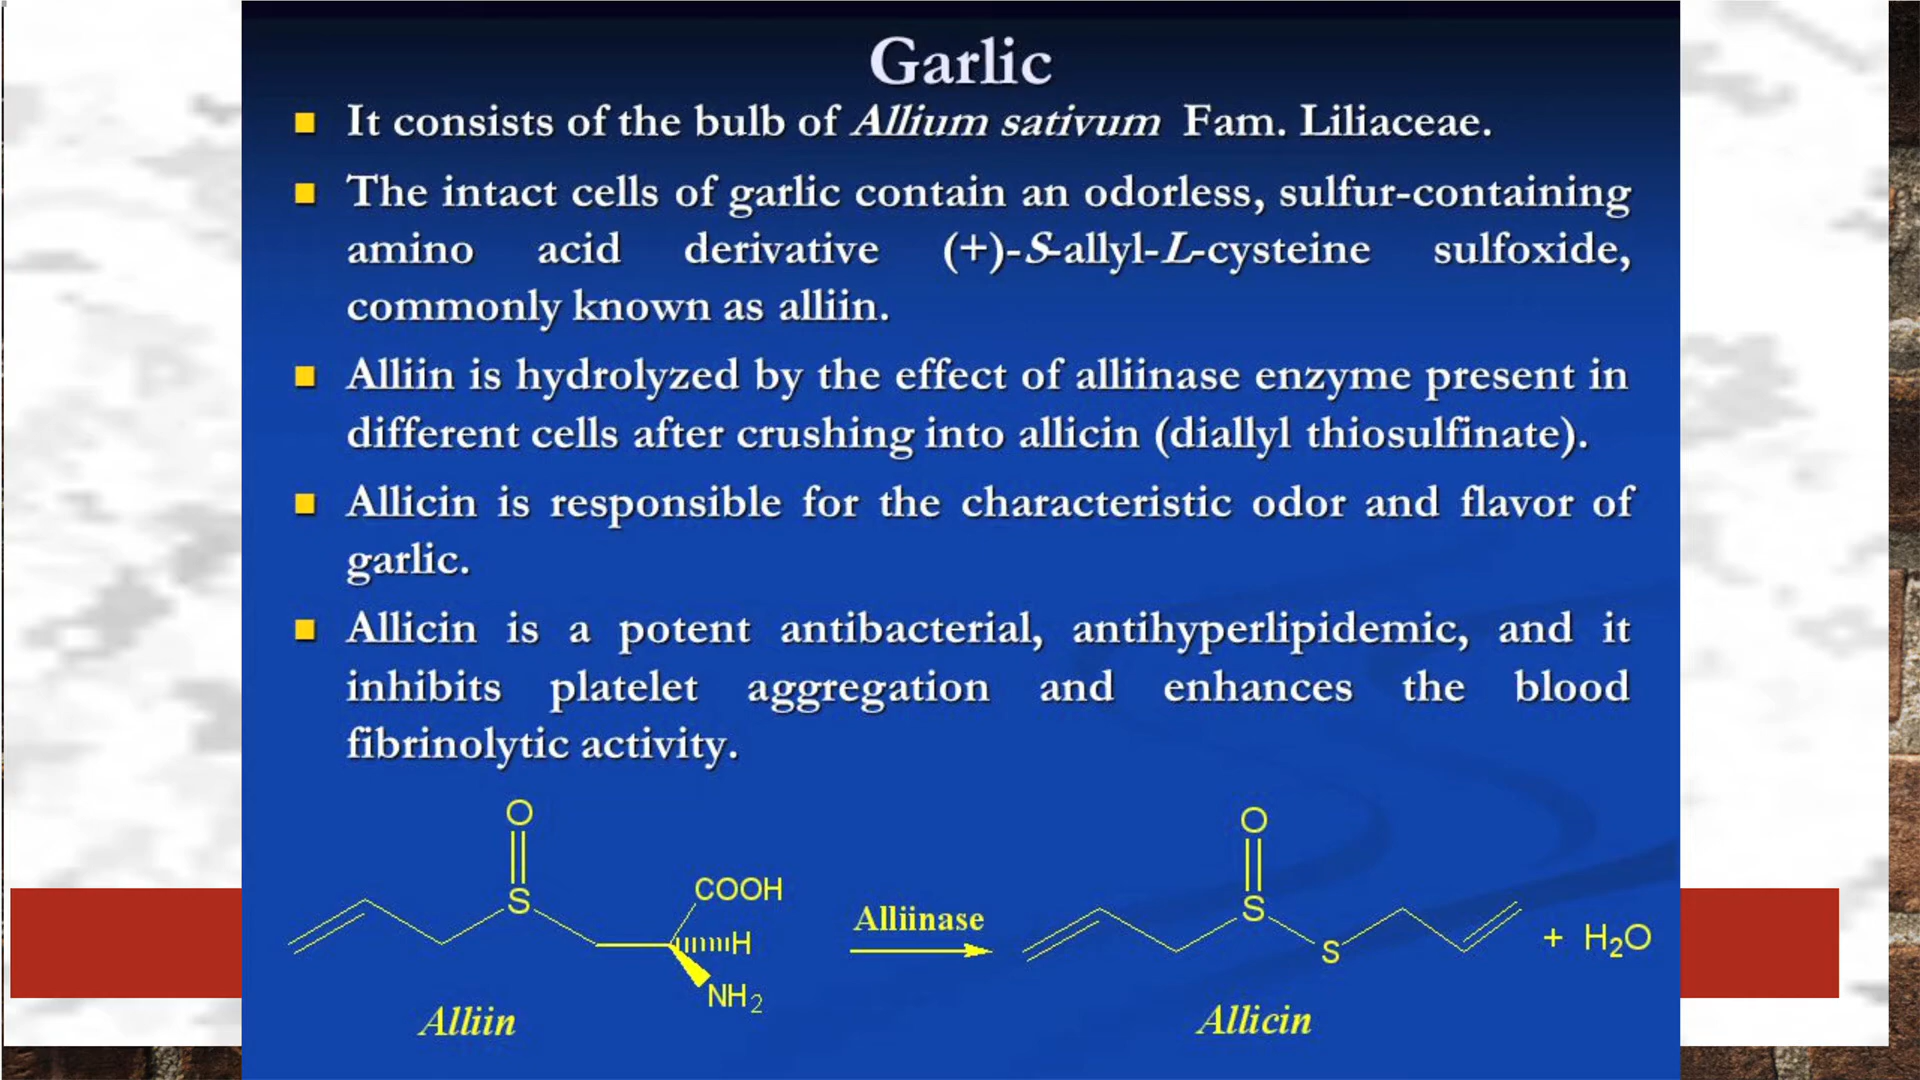 Garlic
It consists of the bulb of Allium sativum Fam. Liliaceae.
The intact cells of garlic contain an odorless, sulfur-containing
amino acid derivative (+)-S-allyl-L-cysteine sulfoxide,
commonly known as alliin.
Alliin is hydrolyzed by the effect of alliinase enzyme present in
different cells after crushing into allicin (diallyl thiosulfinate).
Allicin is responsible for the characteristic odor and flavor of
garlic.
Allicin is a potent antibacterial, antihyperlipidemic, and it
inhibits platelet aggregation and enhances the blood
fibrinolytic activity.
O
S
COOH
H
NH2
Alliin
Alliinase
O
S
S
+ H2O
Allicin